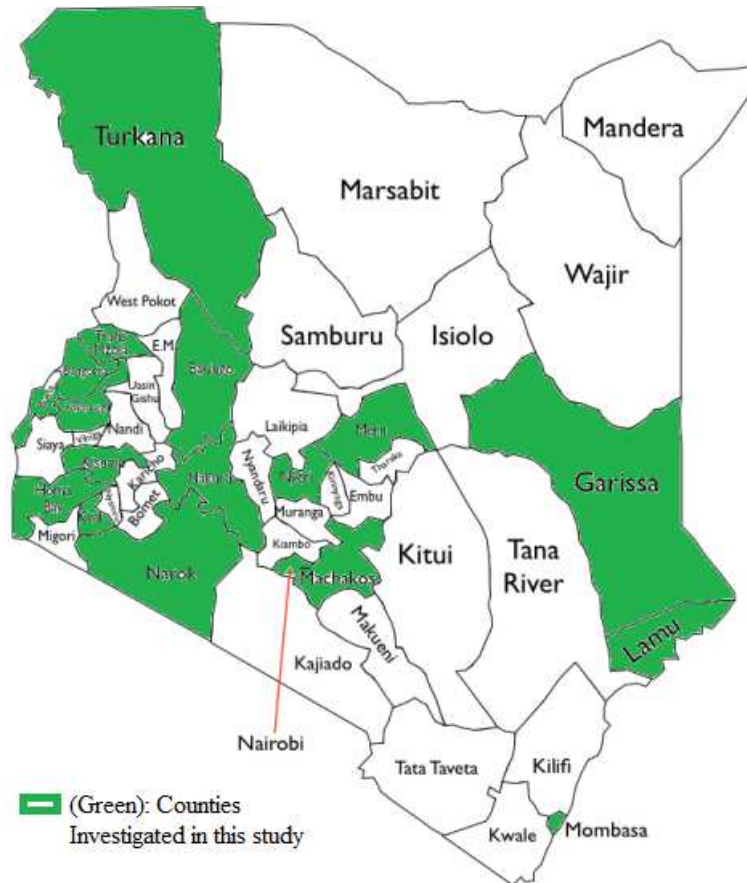 Turkana
Mandera
Marsabit
Wajir
West Pokot
Samburu
Isiolo
E.M.
Uasin
Gishu
Laikipia
Meru
Nandi
Siaya
Tharaka
Garissa
Nyeri
Nyandaru
Embu
Homa
Bay
Muranga
Bomet
Migori
Kiambo
Kitui
Tana
River
Narok
Machakos
Lamu
Makueni
Kajiado
Nairobi
Tata Taveta
Kilifi
(Green): Counties
Investigated in this study
Kwale
Mombasa